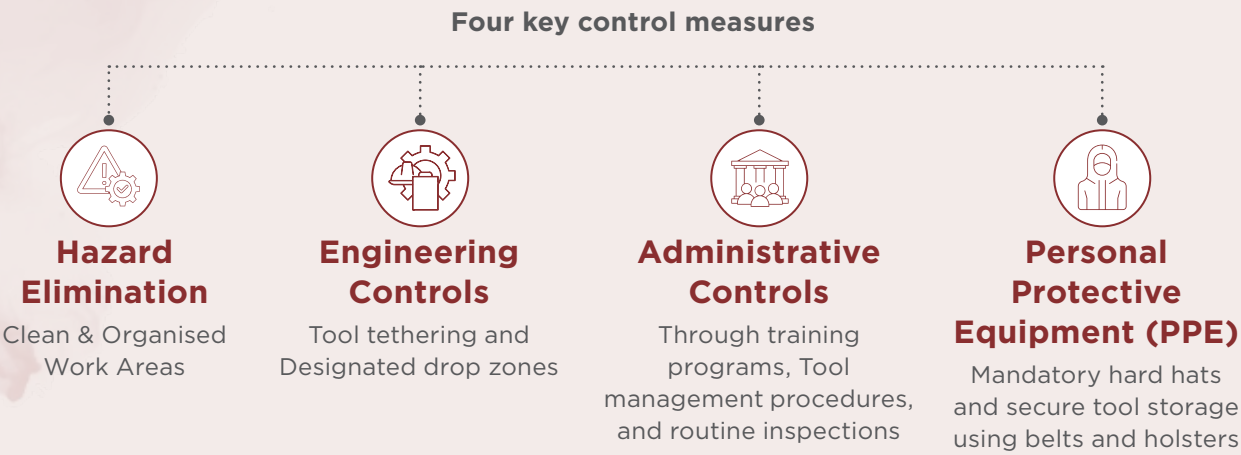 Four key control measures
Hazard
Elimination
Clean & Organised
Work Areas
Engineering
Controls
Tool tethering and
Designated drop zones
Administrative
Controls
Through training
programs, Tool
management procedures,
and routine inspections
Personal
Protective
Equipment (PPE)
Mandatory hard hats
and secure tool storage
using belts and holsters